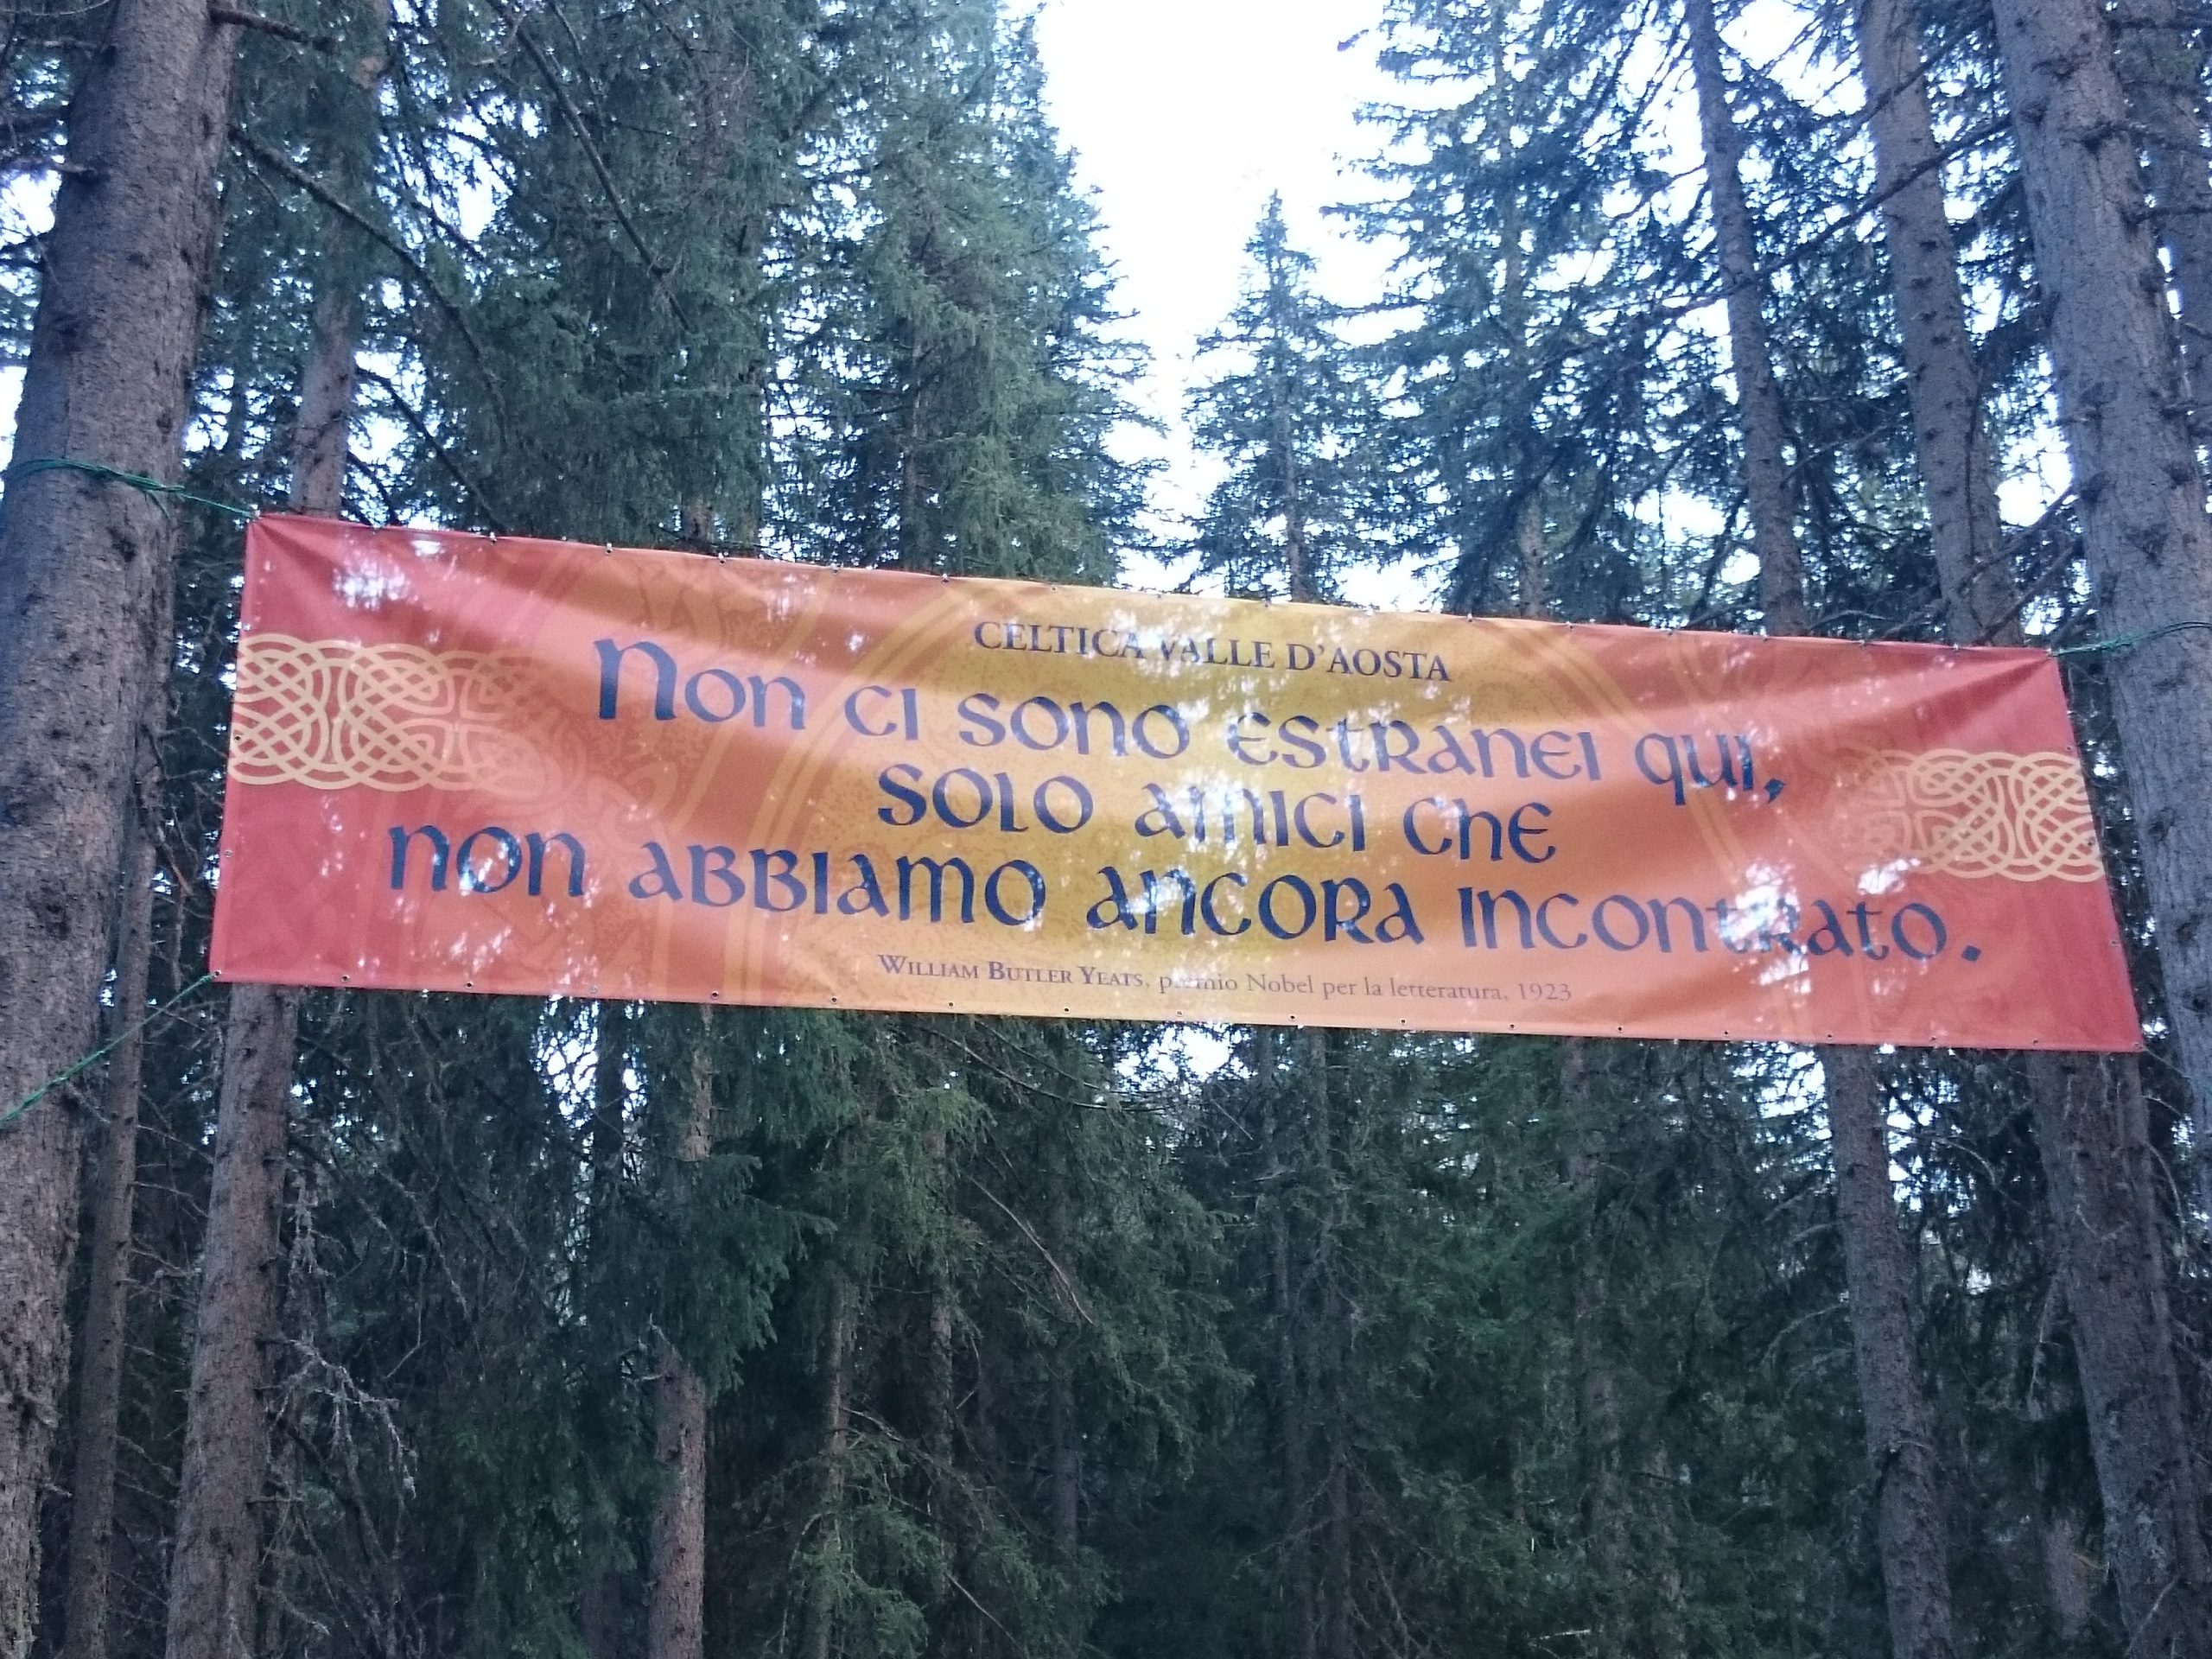 CELTICA VALLE D'AOSTA
Non ci sono estranei qui,
solo amici che
non abbiamo ancora incontrato.
William Butler Yeats, premio Nobel per la letteratura, 1923